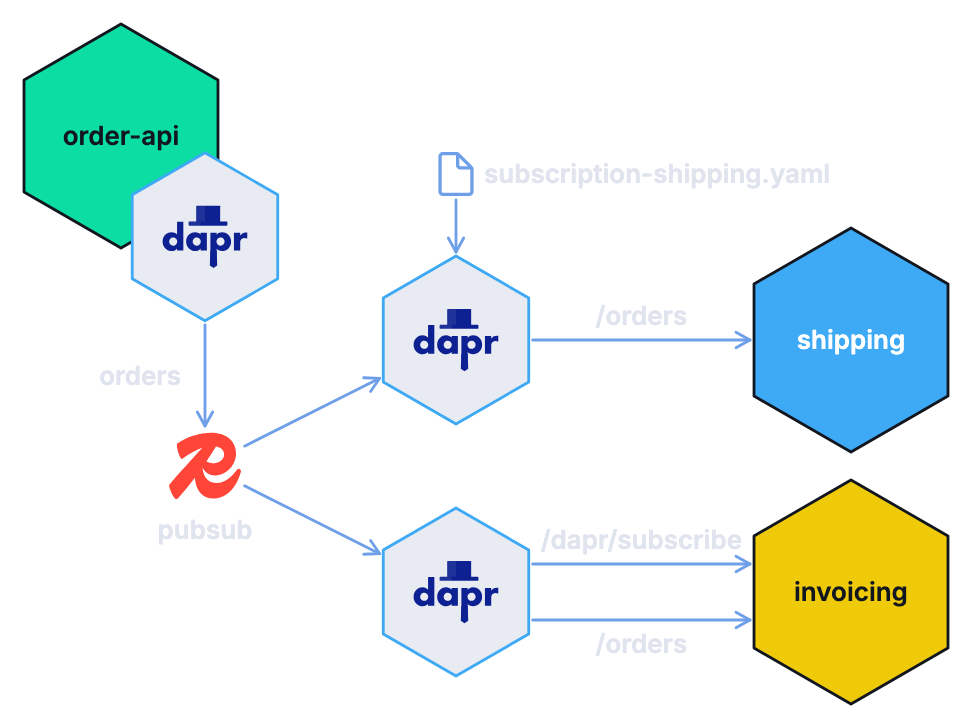 order-api
dapr
subscription-shipping.yaml
dapr
/orders
shipping
orders
pubsub
dapr
/dapr/subscribe
invoicing
/orders